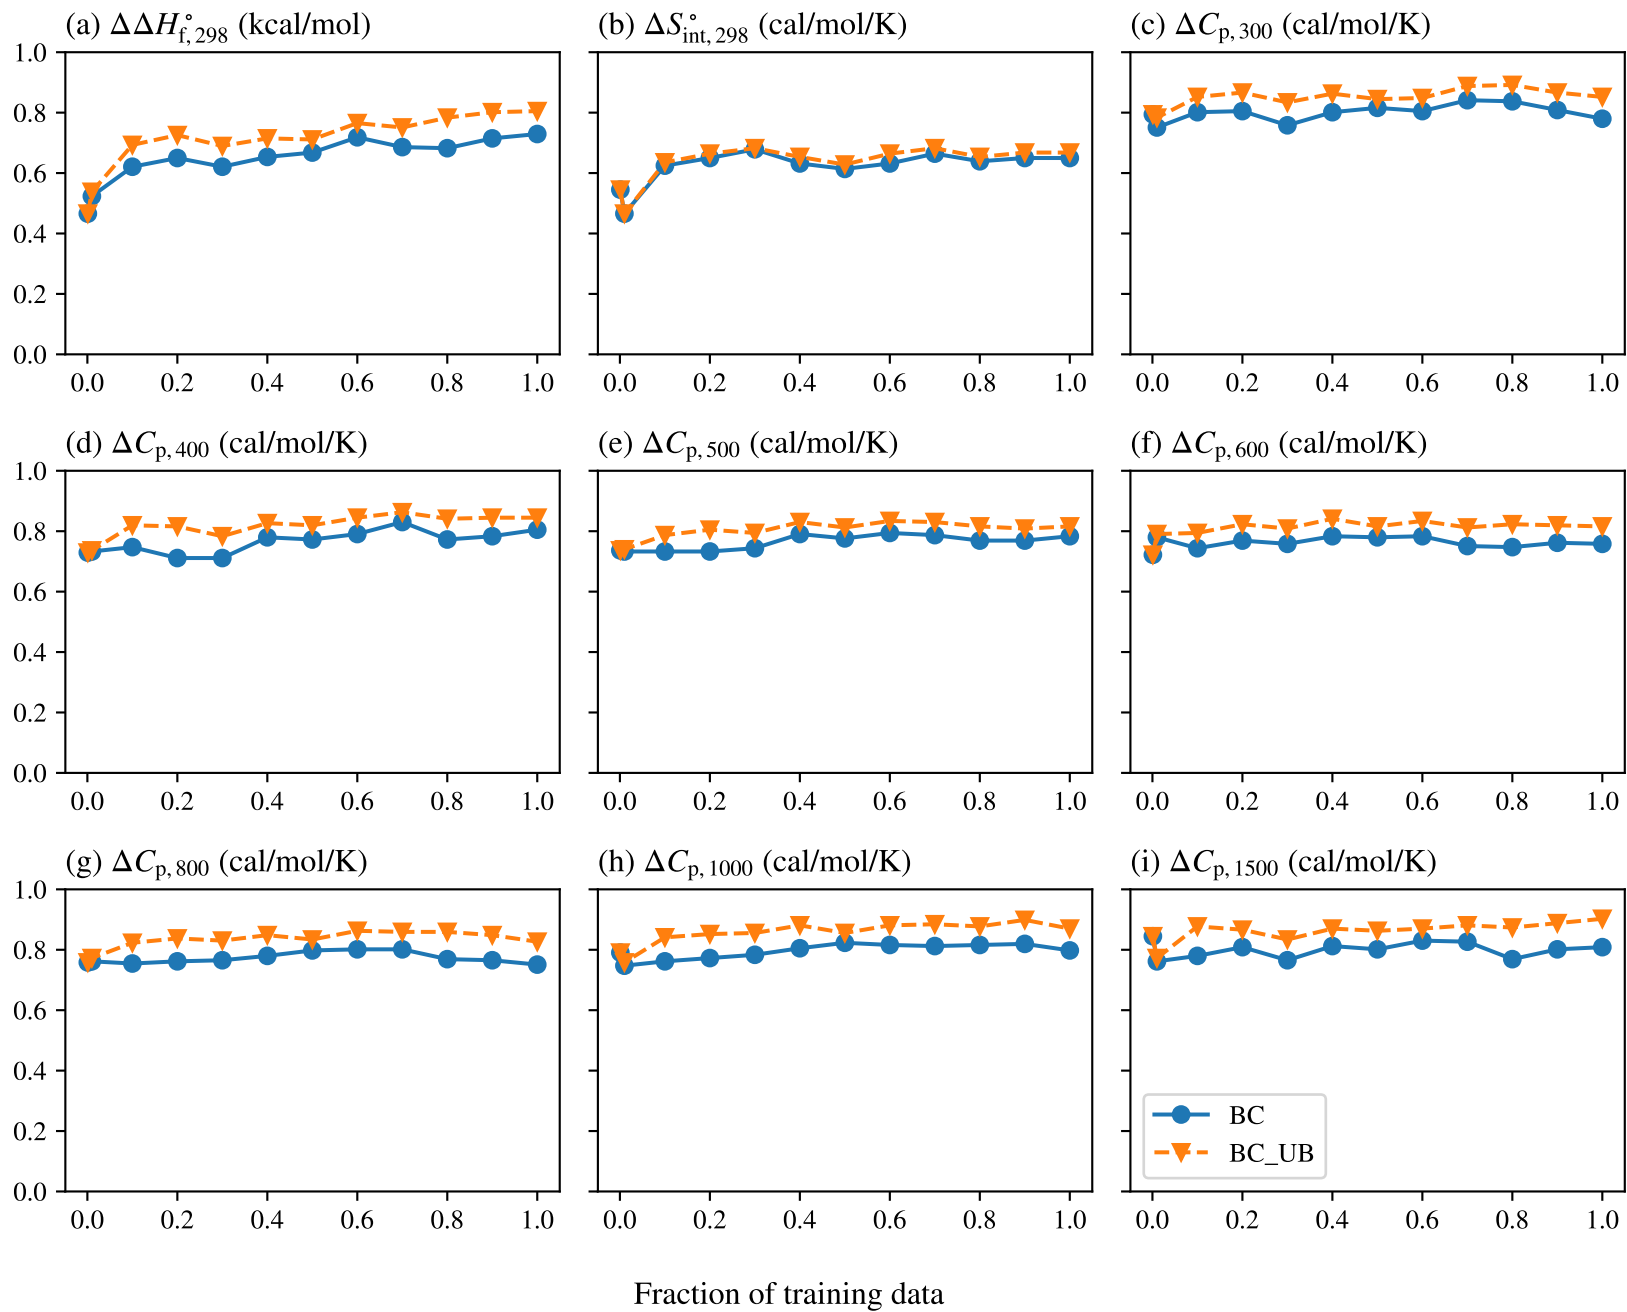 (a) ΔΔH°f, 298 (kcal/mol) (b) ΔS°int, 298 (cal/mol/K) (c) ΔCp, 300 (cal/mol/K)
1.0
0.8
0.6
0.4
0.2
0.0
0.0 0.2 0.4 0.6 0.8 1.0 0.0 0.2 0.4 0.6 0.8 1.0 0.0 0.2 0.4 0.6 0.8 1.0
(d) ΔCp, 400 (cal/mol/K) (e) ΔCp, 500 (cal/mol/K) (f) ΔCp, 600 (cal/mol/K)
1.0
0.8
0.6
0.4
0.2
0.0
0.0 0.2 0.4 0.6 0.8 1.0 0.0 0.2 0.4 0.6 0.8 1.0 0.0 0.2 0.4 0.6 0.8 1.0
(g) ΔCp, 800 (cal/mol/K) (h) ΔCp, 1000 (cal/mol/K) (i) ΔCp, 1500 (cal/mol/K)
1.0
0.8
0.6
0.4
0.2
0.0
BC
BC_UB
0.0 0.2 0.4 0.6 0.8 1.0 0.0 0.2 0.4 0.6 0.8 1.0 0.0 0.2 0.4 0.6 0.8 1.0
Fraction of training data